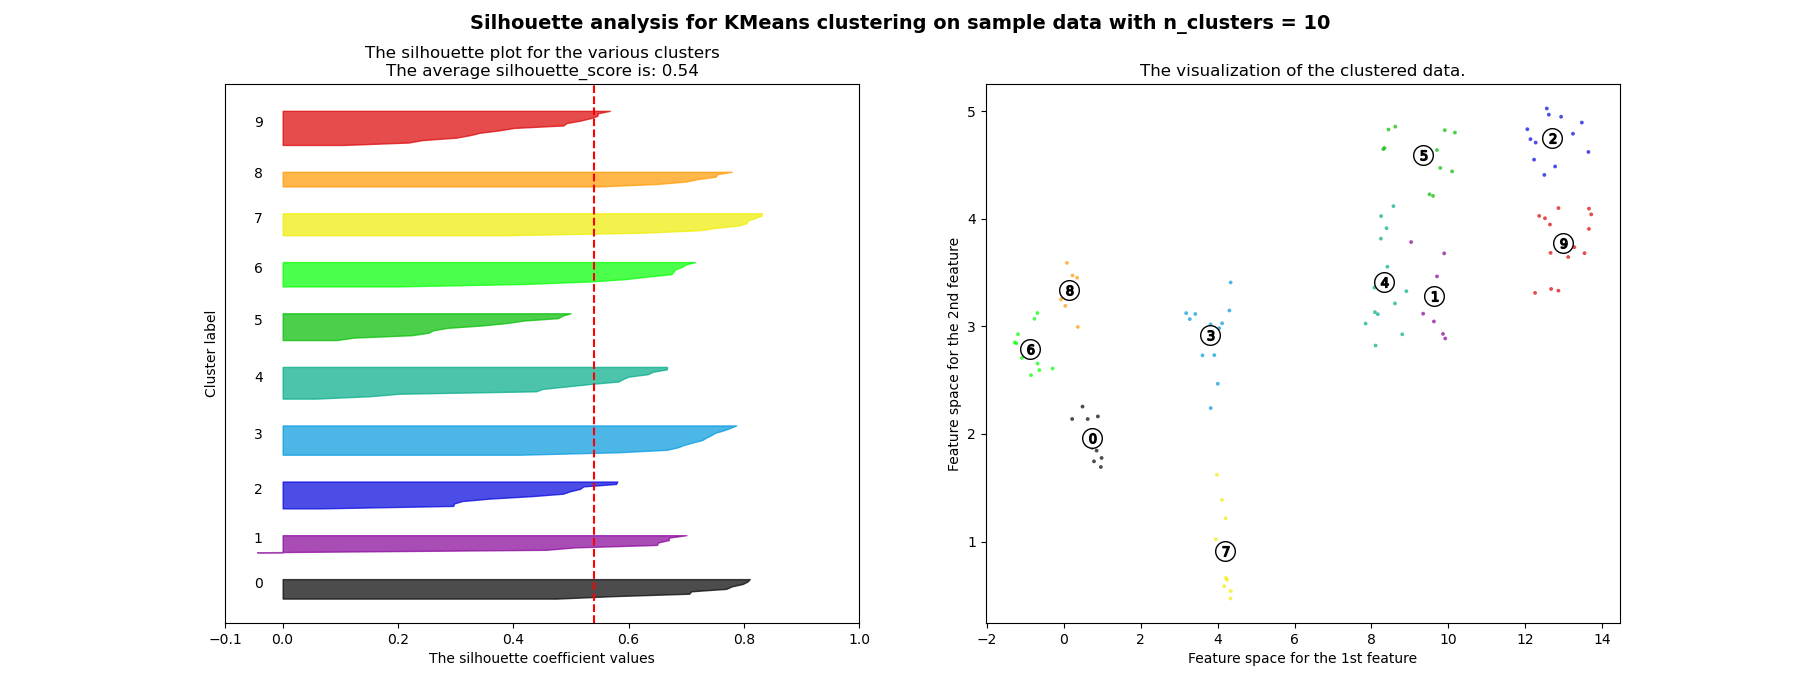 Silhouette analysis for KMeans clustering on sample data with n_clusters = 10
The silhouette plot for the various clusters
The average silhouette_score is: 0.54
Cluster label
9
8
7
6
5
4
3
2
1
0
−0.1 0.0 0.2 0.4 0.6 0.8 1.0
The silhouette coefficient values
The visualization of the clustered data.
Feature space for the 2nd feature
5
4
3
2
1
2
5
9
4
1
8
3
6
0
7
−2 0 2 4 6 8 10 12 14
Feature space for the 1st feature